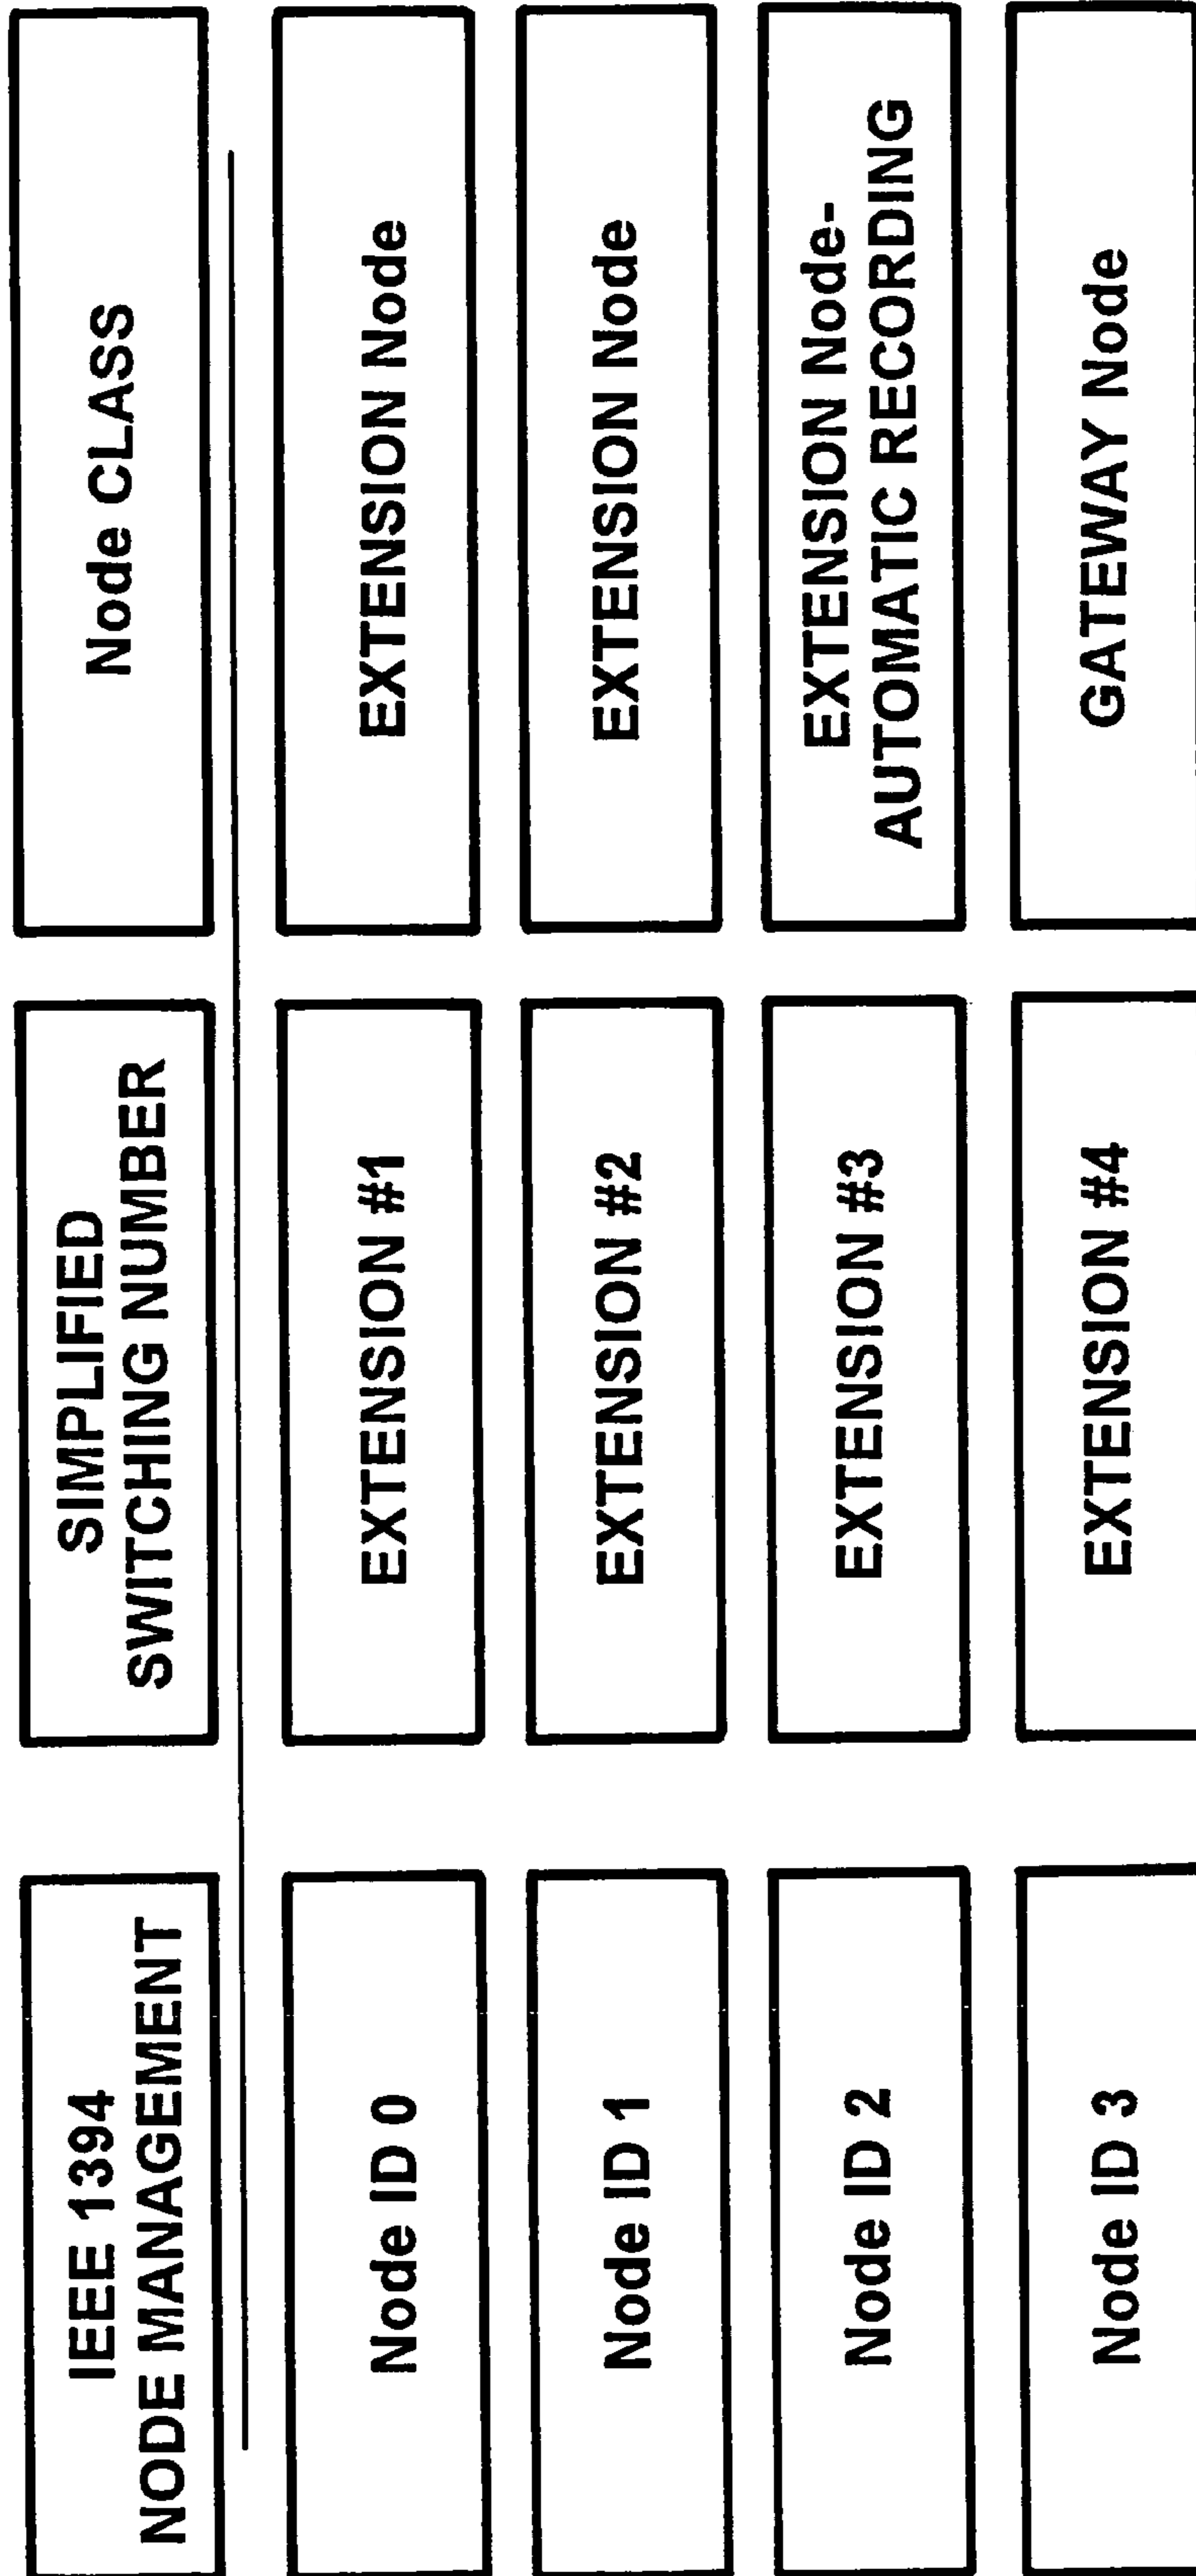 IEEE 1394
NODE MANAGEMENT
SIMPLIFIED
SWITCHING NUMBER
Node CLASS
Node ID 0
EXTENSION #1
EXTENSION Node
Node ID 1
EXTENSION #2
EXTENSION Node
Node ID 2
EXTENSION #3
EXTENSION Node-
AUTOMATIC RECORDING
Node ID 3
EXTENSION #4
GATEWAY Node